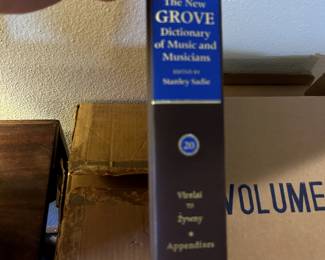 The New
GROVE
Dictionary
of Music and
Musicians
EDITED BY
Stanley Sadie
20
Virelai
TO
Żywny
Appendixes
VOLUME